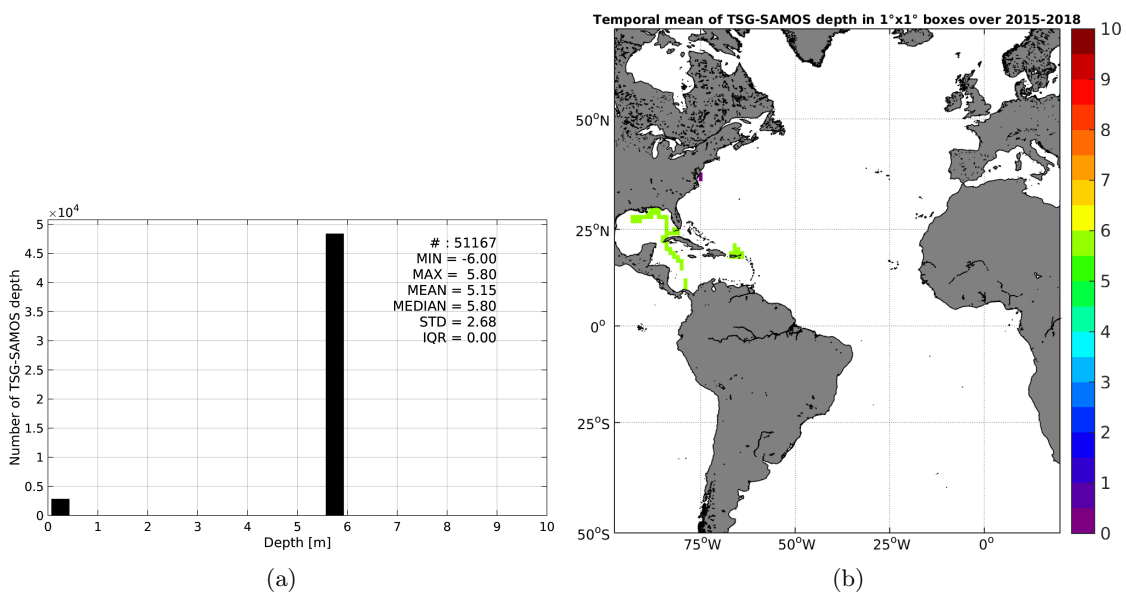 ×10⁴
5
4.5
4
3.5
3
2.5
2
1.5
1
0.5
0
Number of TSG-SAMOS depth
# : 51167
MIN = -6.00
MAX = 5.80
MEAN = 5.15
MEDIAN = 5.80
STD = 2.68
IQR = 0.00
0 1 2 3 4 5 6 7 8 9 10
Depth [m]
(a)
Temporal mean of TSG-SAMOS depth in 1°x1° boxes over 2015-2018
50°N
25°N
0°
25°S
50°S
75°W 50°W 25°W 0°
10
9
8
7
6
5
4
3
2
1
0
(b)